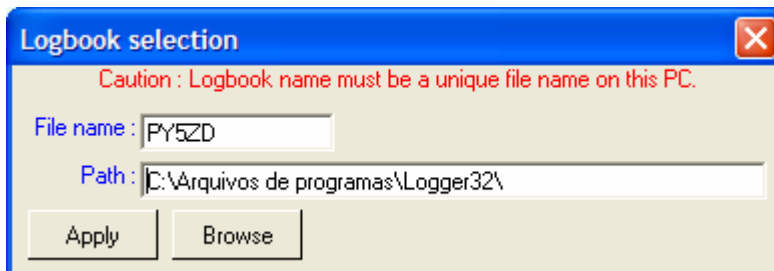 Logbook selection
Caution : Logbook name must be a unique file name on this PC.
File name : PY5ZD
Path : C:\Arquivos de programas\Logger32\
Apply Browse